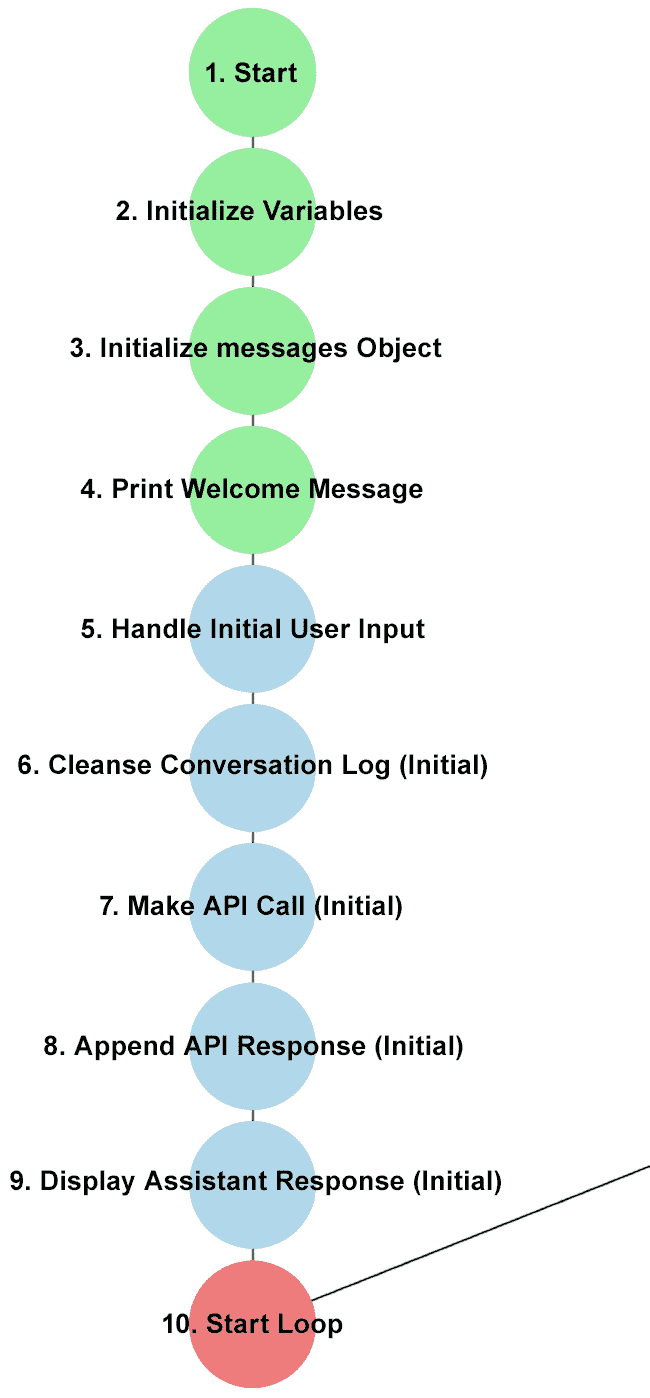 1. Start
2. Initialize Variables
3. Initialize messages Object
4. Print Welcome Message
5. Handle Initial User Input
6. Cleanse Conversation Log (Initial)
7. Make API Call (Initial)
8. Append API Response (Initial)
9. Display Assistant Response (Initial)
10. Start Loop